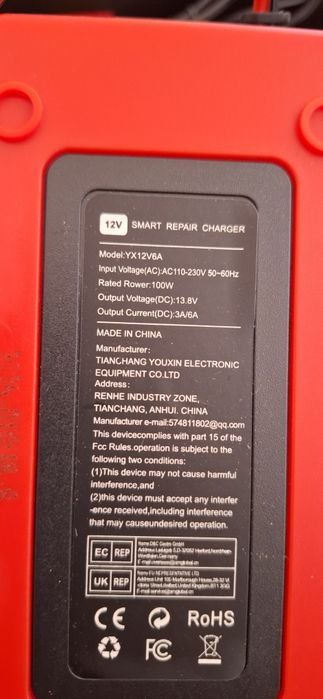 12V SMART REPAIR CHARGER
Model:YX12V6A
Input Voltage(AC):AC110-230V 50~60Hz
Rated Rower:100W
Output Voltage(DC):13.8V
Output Current(DC):3A/6A
MADE IN CHINA
Manufacturer:
TIANCHANG YOUXIN ELECTRONIC
EQUIPMENT CO.LTD
Address:
RENHE INDUSTRY ZONE,
TIANCHANG, ANHUI. CHINA
Manufacturer e-mail:574811802@qq.com
This devicecomplies with part 15 of the
Fcc Rules.operation is subject to the
following two conditions:
(1)This device may not cause harmful
interference,and
(2)this device must accept any interfer
-ence received,including interference
that may causeundesired operation.
EC REP
Westfalen,Germany
UK REP
CE RoHS
FC